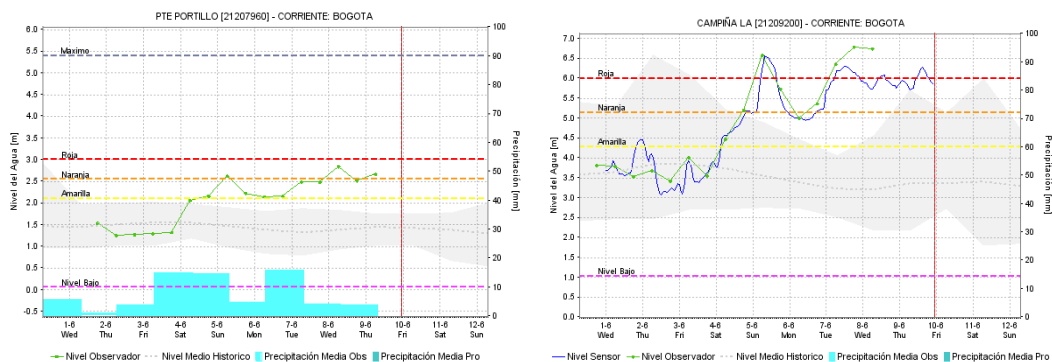 PTE PORTILLO [21207960] - CORRIENTE: BOGOTA
Nivel del Agua [m]
6.0
5.5
5.0
4.5
4.0
3.5
3.0
2.5
2.0
1.5
1.0
0.5
0.0
-0.5
Maximo
Roja
Naranja
Amarilla
Nivel Bajo
100
90
80
70
60
50
40
30
20
10
0
Precipitación [mm]
1-6 Wed
2-6 Thu
3-6 Fri
4-6 Sat
5-6 Sun
6-6 Mon
7-6 Tue
8-6 Wed
9-6 Thu
10-6 Fri
11-6 Sat
12-6 Sun
Nivel Observador Nivel Medio Historico Precipitación Media Obs Precipitación Media Pro
CAMPIÑA LA [21209200] - CORRIENTE: BOGOTA
Nivel del Agua [m]
7.0
6.5
6.0
5.5
5.0
4.5
4.0
3.5
3.0
2.5
2.0
1.5
1.0
0.5
0.0
Roja
Naranja
Amarilla
Nivel Bajo
100
90
80
70
60
50
40
30
20
10
0
Precipitación [mm]
1-6 Wed
2-6 Thu
3-6 Fri
4-6 Sat
5-6 Sun
6-6 Mon
7-6 Tue
8-6 Wed
9-6 Thu
10-6 Fri
11-6 Sat
12-6 Sun
Nivel Sensor Nivel Observador Nivel Medio Historico Precipitación Media Obs Precipitación Media Pro